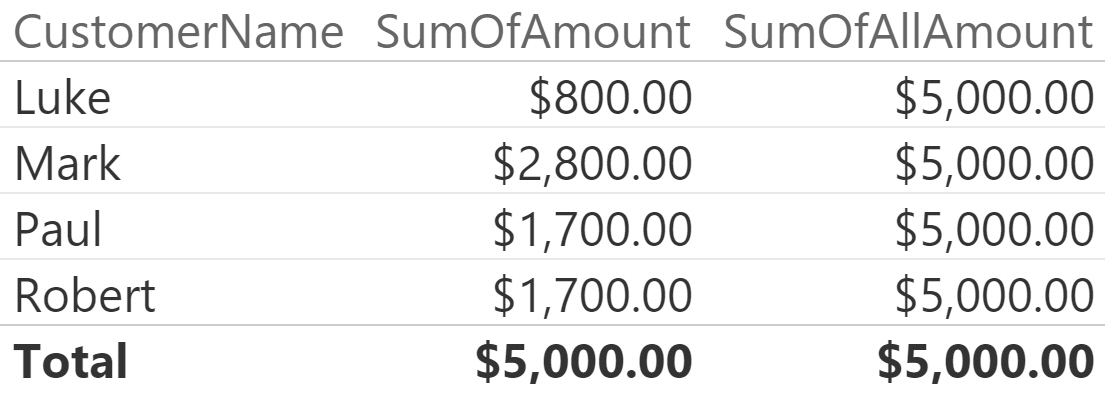 CustomerName SumOfAmount SumOfAllAmount
Luke $800.00 $5,000.00
Mark $2,800.00 $5,000.00
Paul $1,700.00 $5,000.00
Robert $1,700.00 $5,000.00
Total $5,000.00 $5,000.00